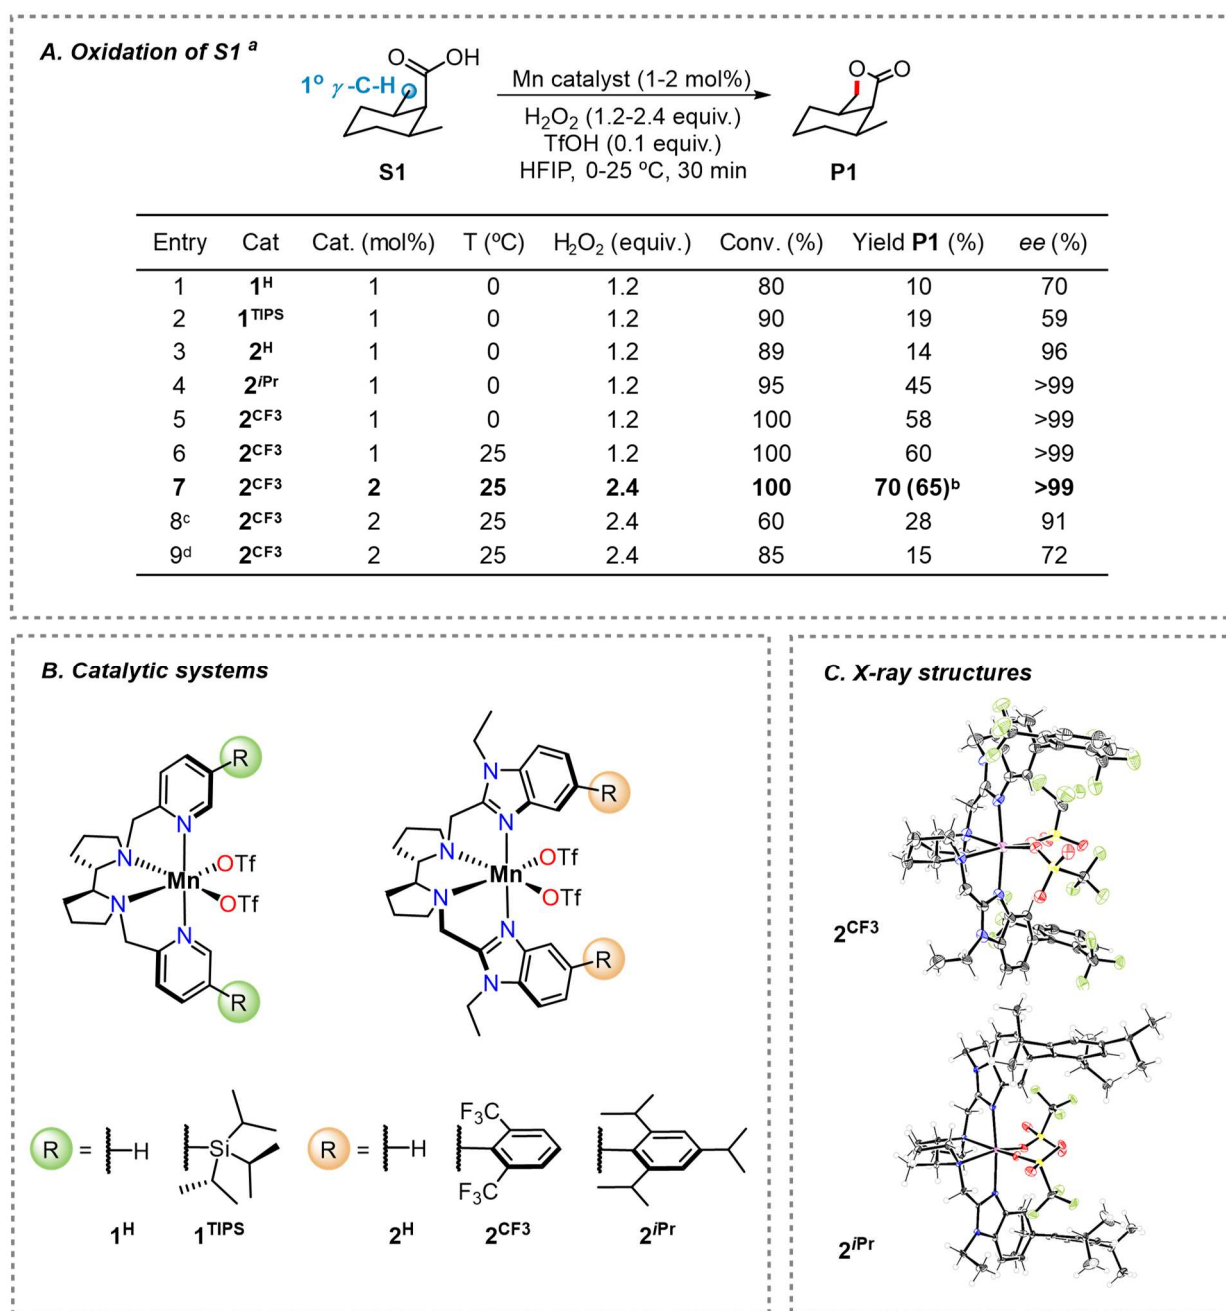 A. Oxidation of S1 ᵃ
1º γ-C-H
O
OH
S1
Mn catalyst (1-2 mol%)
H₂O₂ (1.2-2.4 equiv.)
TfOH (0.1 equiv.)
HFIP, 0-25 ºC, 30 min
O
O
P1
Entry Cat Cat. (mol%) T (ºC) H₂O₂ (equiv.) Conv. (%) Yield P1 (%) ee (%)
1 1ᴴ 1 0 1.2 80 10 70
2 1ᵀᴵᴾˢ 1 0 1.2 90 19 59
3 2ᴴ 1 0 1.2 89 14 96
4 2ⁱᴾʳ 1 0 1.2 95 45 >99
5 2ᶜᶠ³ 1 0 1.2 100 58 >99
6 2ᶜᶠ³ 1 25 1.2 100 60 >99
7 2ᶜᶠ³ 2 25 2.4 100 70 (65)ᵇ >99
8ᶜ 2ᶜᶠ³ 2 25 2.4 60 28 91
9ᵈ 2ᶜᶠ³ 2 25 2.4 85 15 72
B. Catalytic systems
R
N
N
Mn
OTf
OTf
N
N
R
N
R
N
N
Mn
OTf
OTf
N
N
R
N
R = H
1ᴴ
Si
1ᵀᴵᴾˢ
R = H
2ᴴ
F₃C
F₃C
2ᶜᶠ³
2ⁱᴾʳ
C. X-ray structures
2ᶜᶠ³
2ⁱᴾʳ